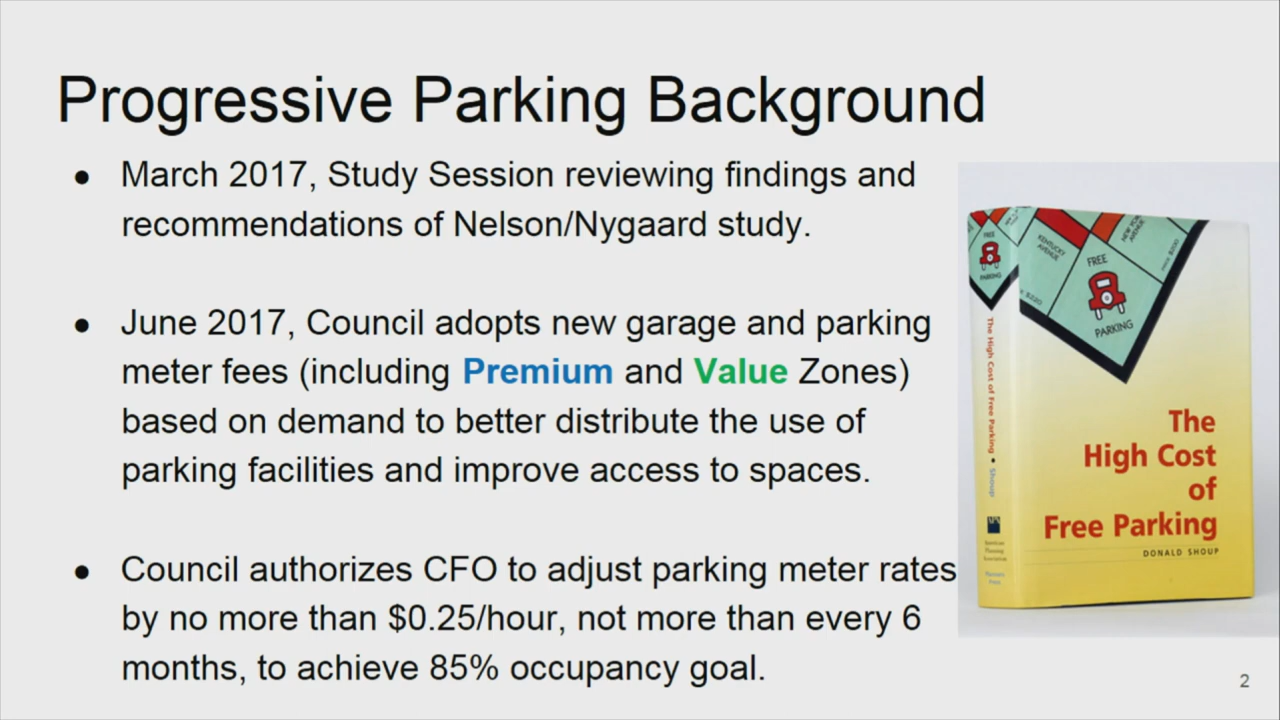 Progressive Parking Background
● March 2017, Study Session reviewing findings and
recommendations of Nelson/Nygaard study.
● June 2017, Council adopts new garage and parking
meter fees (including Premium and Value Zones)
based on demand to better distribute the use of
parking facilities and improve access to spaces.
● Council authorizes CFO to adjust parking meter rates
by no more than $0.25/hour, not more than every 6
months, to achieve 85% occupancy goal.
FREE
PARKING
KENTUCKY
AVENUE
FREE
PARKING
The High Cost of Free Parking • Shoup
The
High Cost
of
Free Parking
DONALD SHOUP
2